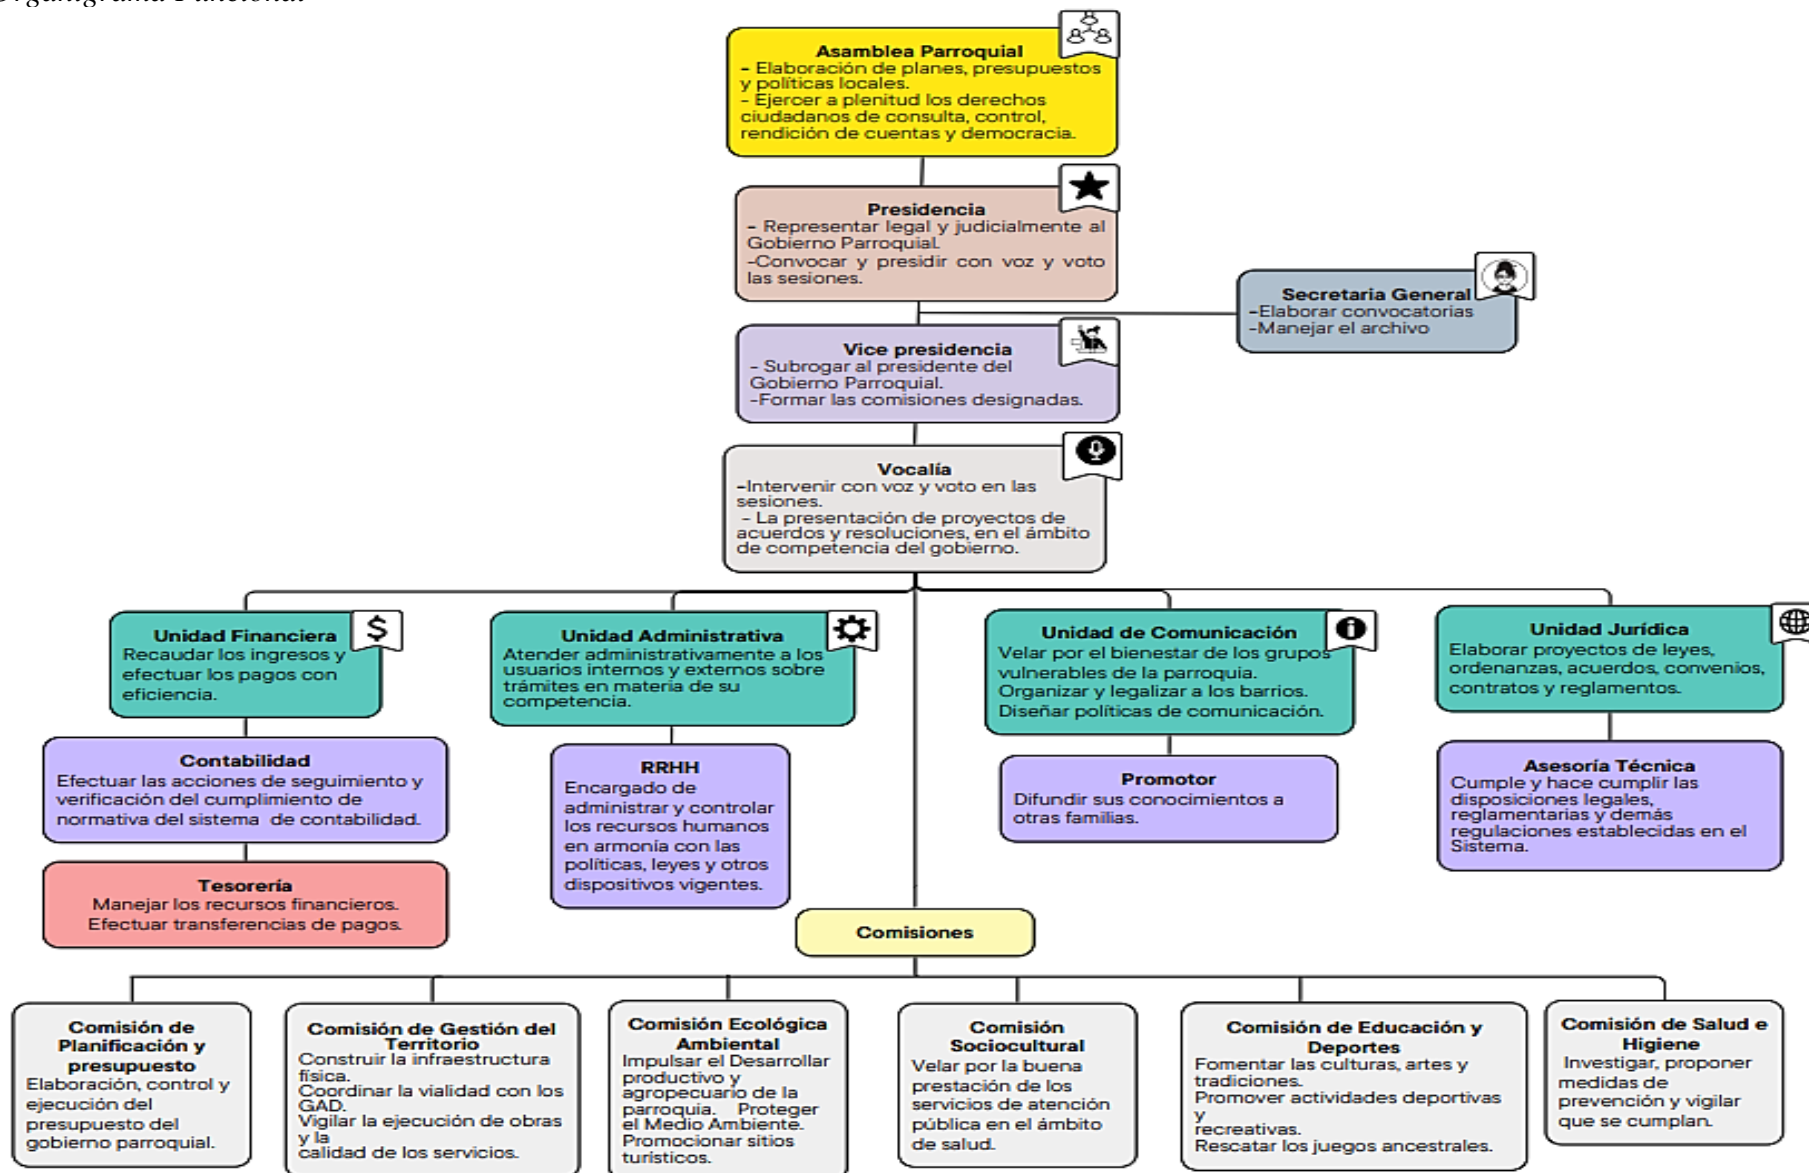 Organigrama Funcional
Asamblea Parroquial
- Elaboración de planes, presupuestos
y políticas locales.
- Ejercer a plenitud los derechos
ciudadanos de consulta, control,
rendición de cuentas y democracia.
Presidencia
- Representar legal y judicialmente al
Gobierno Parroquial.
-Convocar y presidir con voz y voto
las sesiones.
Secretaria General
-Elaborar convocatorias
-Manejar el archivo
Vice presidencia
- Subrogar al presidente del
Gobierno Parroquial.
-Formar las comisiones designadas.
Vocalía
-Intervenir con voz y voto en las
sesiones.
- La presentación de proyectos de
acuerdos y resoluciones, en el ámbito
de competencia del gobierno.
Unidad Financiera
Recaudar los ingresos y
efectuar los pagos con
eficiencia.
$
Unidad Administrativa
Atender administrativamente a los
usuarios internos y externos sobre
trámites en materia de su
competencia.
Unidad de Comunicación
Velar por el bienestar de los grupos
vulnerables de la parroquia.
Organizar y legalizar a los barrios.
Diseñar políticas de comunicación.
Unidad Jurídica
Elaborar proyectos de leyes,
ordenanzas, acuerdos, convenios,
contratos y reglamentos.
Contabilidad
Efectuar las acciones de seguimiento y
verificación del cumplimiento de
normativa del sistema de contabilidad.
RRHH
Encargado de
administrar y controlar
los recursos humanos
en armonía con las
políticas, leyes y otros
dispositivos vigentes.
Promotor
Difundir sus conocimientos a
otras familias.
Asesoría Técnica
Cumple y hace cumplir las
disposiciones legales,
reglamentarias y demás
regulaciones establecidas en el
Sistema.
Tesorería
Manejar los recursos financieros.
Efectuar transferencias de pagos.
Comisiones
Comisión de
Planificación y
presupuesto
Elaboración, control y
ejecución del
presupuesto del
gobierno parroquial.
Comisión de Gestión del
Territorio
Construir la infraestructura
física.
Coordinar la vialidad con los
GAD.
Vigilar la ejecución de obras
y la
calidad de los servicios.
Comisión Ecológica
Ambiental
Impulsar el Desarrollar
productivo y
agropecuario de la
parroquia. Proteger
el Medio Ambiente.
Promocionar sitios
turísticos.
Comisión
Sociocultural
Velar por la buena
prestación de los
servicios de atención
pública en el ámbito
de salud.
Comisión de Educación y
Deportes
Fomentar las culturas, artes y
tradiciones.
Promover actividades deportivas
y
recreativas.
Rescatar los juegos ancestrales.
Comisión de Salud e
Higiene
Investigar, proponer
medidas de
prevención y vigilar
que se cumplan.